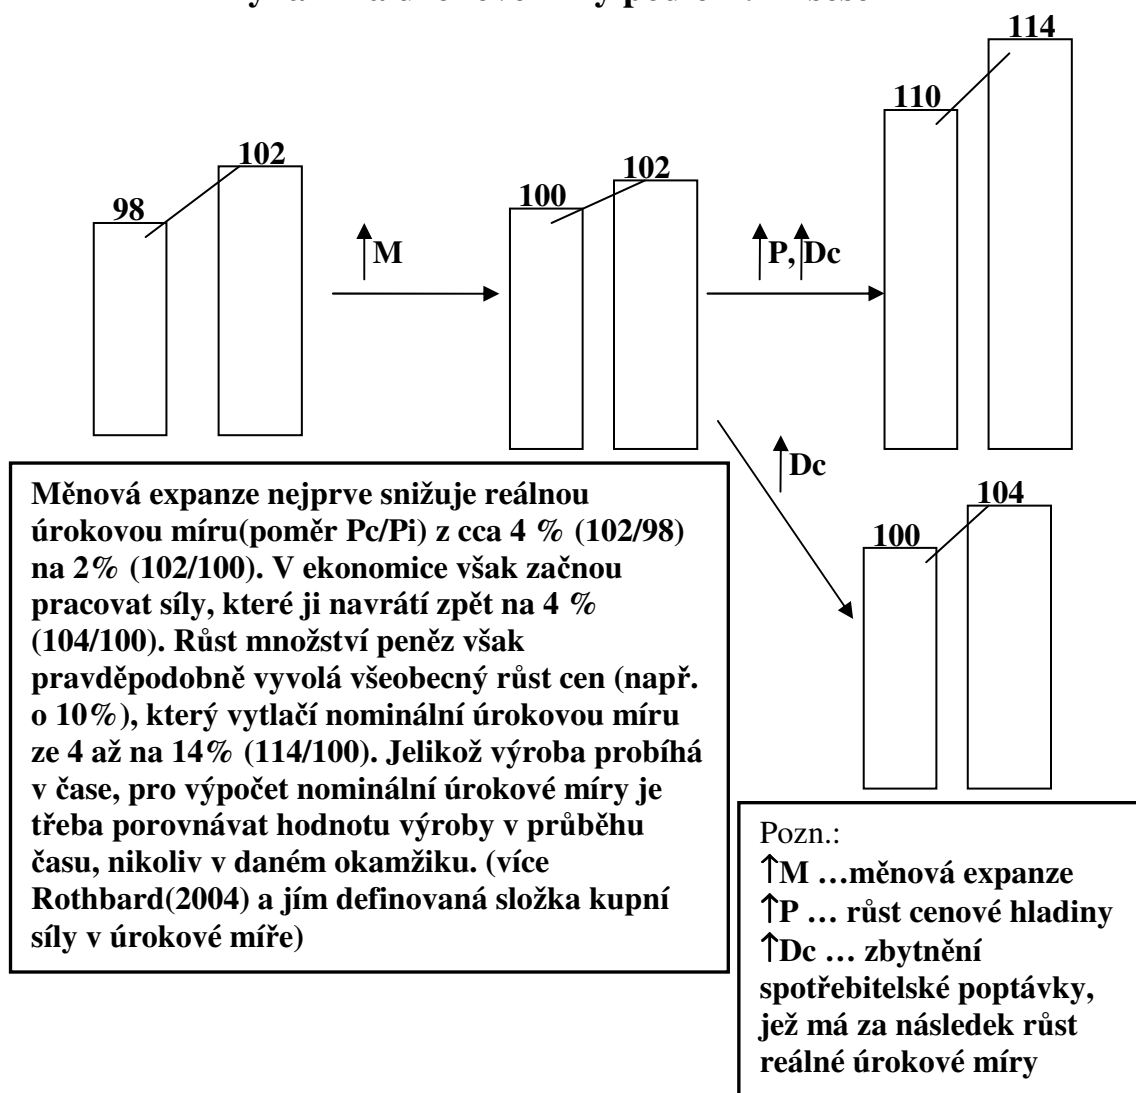 114
110
102
102
98
100
↑M
↑P,↑Dc
↑Dc
104
100
Měnová expanze nejprve snižuje reálnou
úrokovou míru(poměr Pc/Pi) z cca 4 % (102/98)
na 2% (102/100). V ekonomice však začnou
pracovat síly, které ji navrátí zpět na 4 %
(104/100). Růst množství peněz však
pravděpodobně vyvolá všeobecný růst cen (např.
o 10%), který vytlačí nominální úrokovou míru
ze 4 až na 14% (114/100). Jelikož výroba probíhá
v čase, pro výpočet nominální úrokové míry je
třeba porovnávat hodnotu výroby v průběhu
času, nikoliv v daném okamžiku. (více
Rothbard(2004) a jím definovaná složka kupní
síly v úrokové míře)
Pozn.:
↑M …měnová expanze
↑P … růst cenové hladiny
↑Dc … zbytnění
spotřebitelské poptávky,
jež má za následek růst
reálné úrokové míry